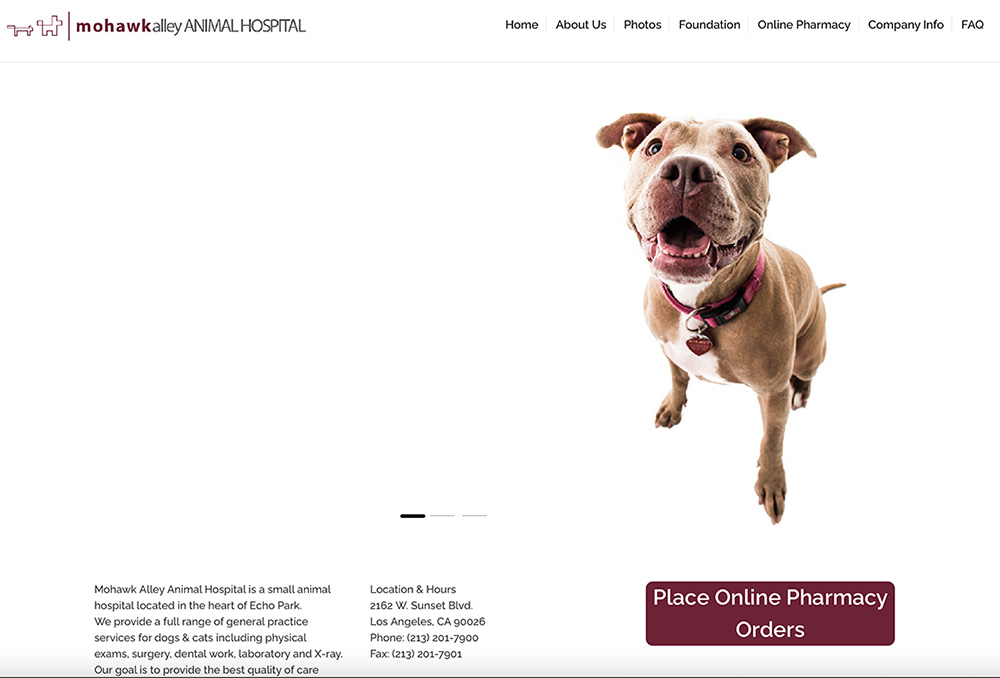 mohawkalley ANIMAL HOSPITAL
Home About Us Photos Foundation Online Pharmacy Company Info FAQ
Mohawk Alley Animal Hospital is a small animal
hospital located in the heart of Echo Park.
We provide a full range of general practice
services for dogs & cats including physical
exams, surgery, dental work, laboratory and X-ray.
Our goal is to provide the best quality of care
Location & Hours
2162 W. Sunset Blvd.
Los Angeles, CA 90026
Phone: (213) 201-7900
Fax: (213) 201-7901
Place Online Pharmacy
Orders